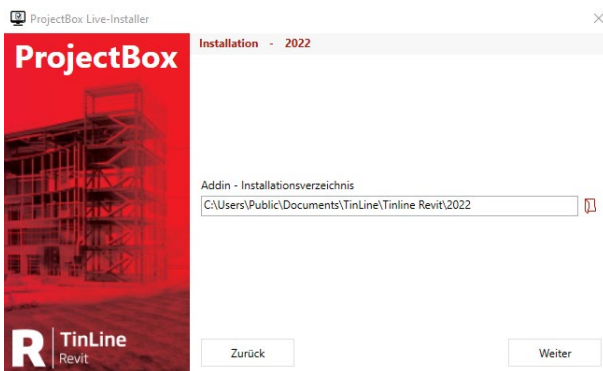 ProjectBox Live-Installer
ProjectBox
Installation - 2022
Addin - Installationsverzeichnis
C:\Users\Public\Documents\TinLine\Tinline Revit\2022
R TinLine
Revit
Zurück
Weiter